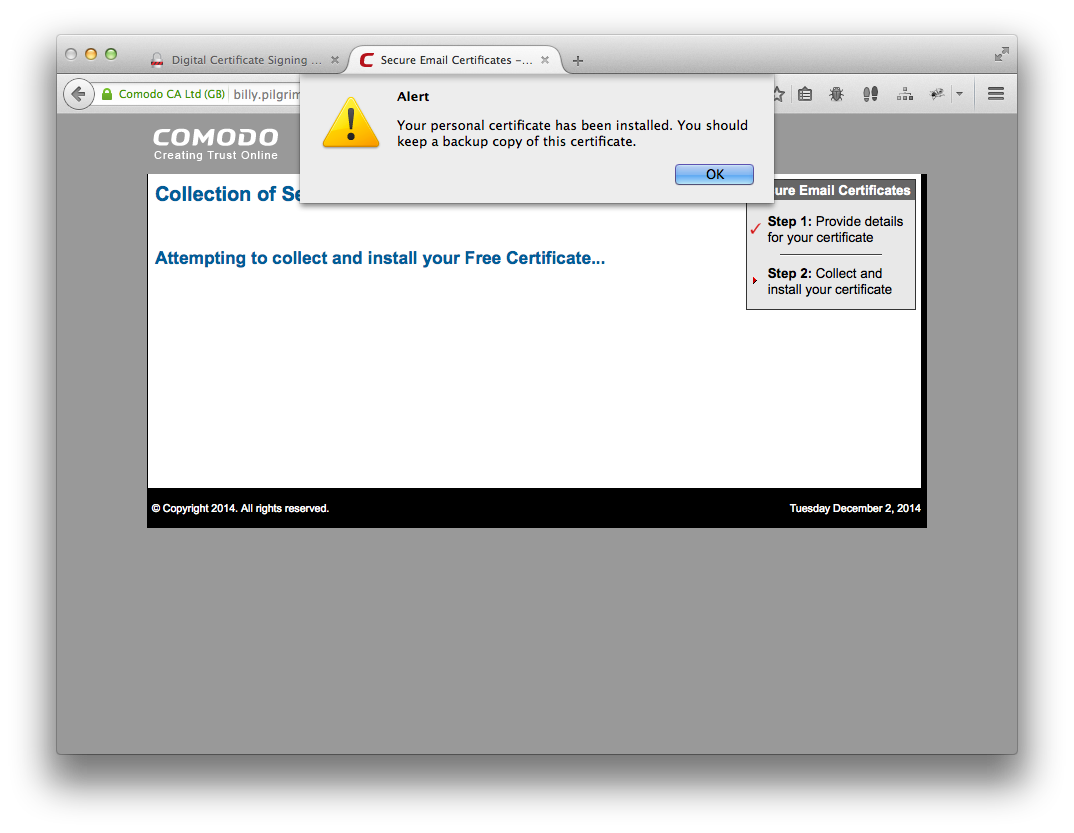 Digital Certificate Signing ...
Secure Email Certificates –...
Comodo CA Ltd (GB)
billy.pilgrim
Alert
Your personal certificate has been installed. You should
keep a backup copy of this certificate.
OK
COMODO
Creating Trust Online
Collection of
Attempting to collect and install your Free Certificate...
Email Certificates
Step 1: Provide details
for your certificate
Step 2: Collect and
install your certificate
© Copyright 2014. All rights reserved.
Tuesday December 2, 2014